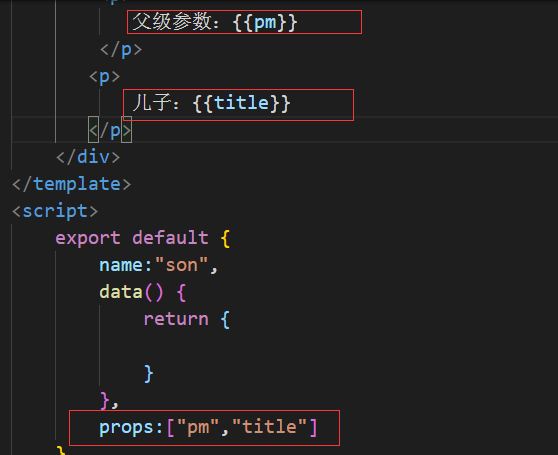 父级参数：{{pm}}
</p>
<p>
儿子：{{title}}
</p>
</div>
</template>
<script>
export default {
name:"son",
data() {
return {
}
},
props:["pm","title"]
}